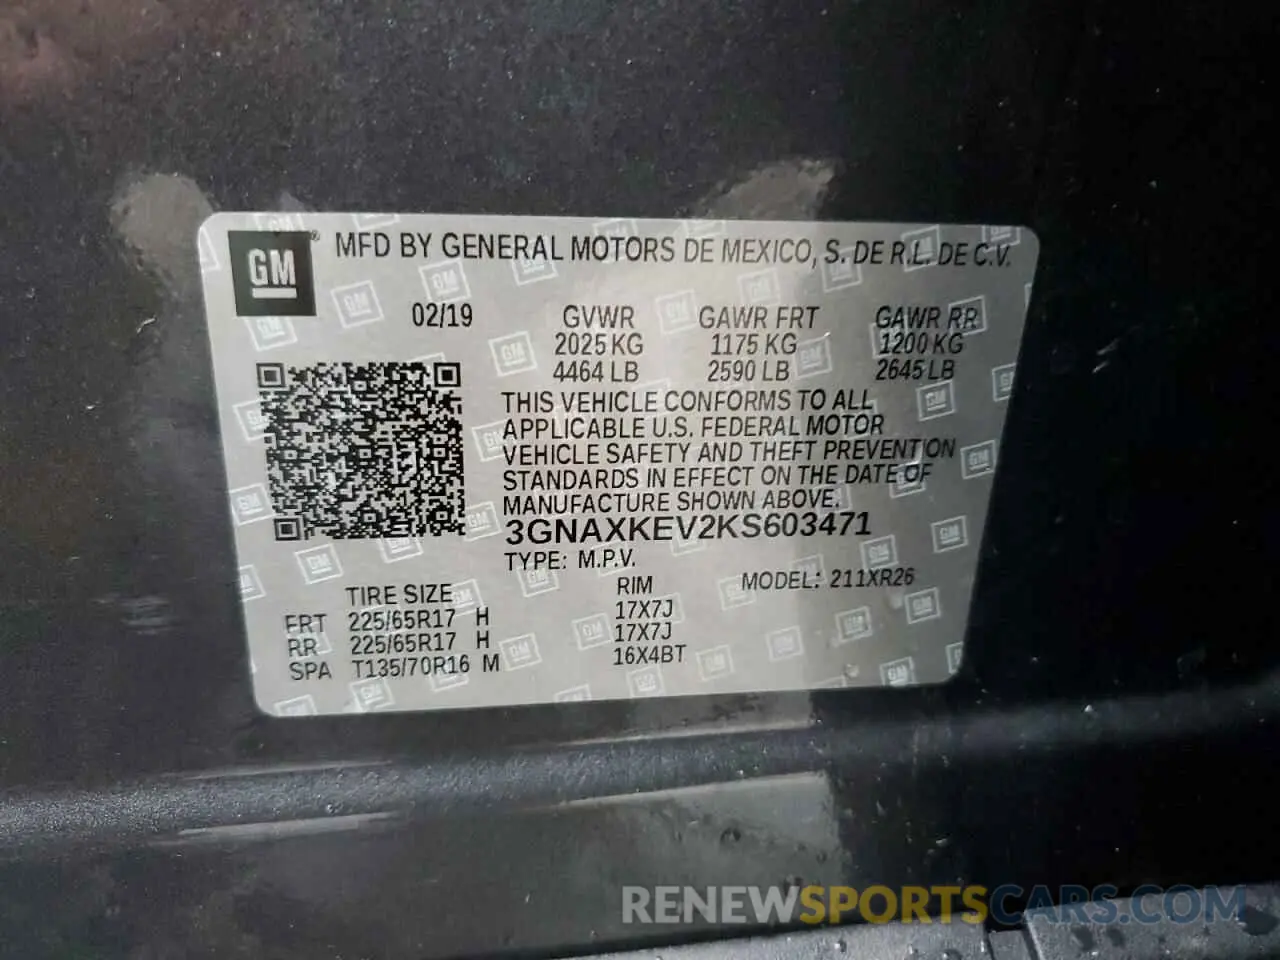 GM ® MFD BY GENERAL MOTORS DE MEXICO, S. DE R.L. DE C.V.
02/19 GVWR GAWR FRT GAWR RR
2025 KG 1175 KG 1200 KG
4464 LB 2590 LB 2645 LB
THIS VEHICLE CONFORMS TO ALL
APPLICABLE U.S. FEDERAL MOTOR
VEHICLE SAFETY AND THEFT PREVENTION
STANDARDS IN EFFECT ON THE DATE OF
MANUFACTURE SHOWN ABOVE.
3GNAXKEV2KS603471
TYPE: M.P.V.
TIRE SIZE RIM MODEL: 211XR26
FRT 225/65R17 H 17X7J
RR 225/65R17 H 17X7J
SPA T135/70R16 M 16X4BT
RENEWSPORTSCARS.COM